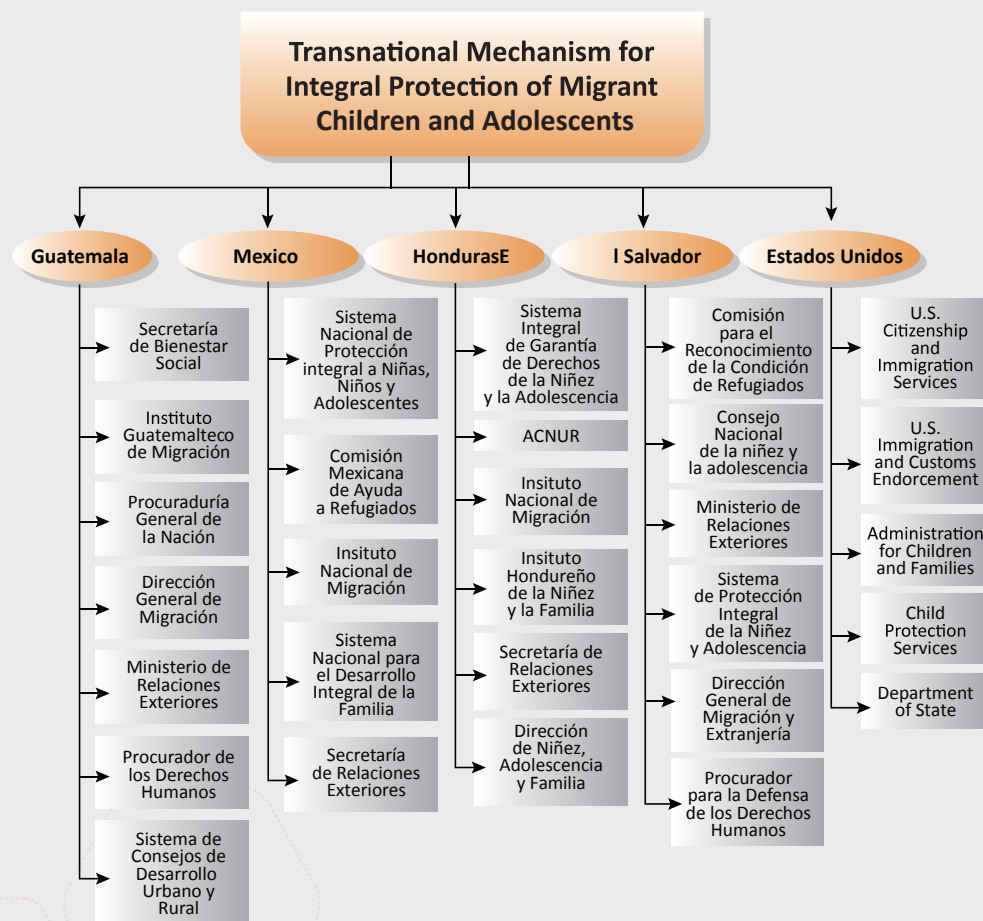 Transnational Mechanism for
Integral Protection of Migrant
Children and Adolescents
Guatemala
Mexico
HondurasE
l Salvador
Estados Unidos
Secretaría
de Bienestar
Social
Instituto
Guatemalteco
de Migración
Procuraduría
General de
la Nación
Dirección
General de
Migración
Ministerio de
Relaciones
Exteriores
Procurador de
los Derechos
Humanos
Sistema de
Consejos de
Desarrollo
Urbano y
Rural
Sistema
Nacional de
Protección
integral a Niñas,
Niños y
Adolescentes
Comisión
Mexicana
de Ayuda
a Refugiados
Insituto
Nacional de
Migración
Sistema
Nacional para
el Desarrollo
Integral de la
Familia
Secretaría
de Relaciones
Exteriores
Sistema
Integral
de Garantía
de Derechos
de la Niñez
y la Adolescencia
ACNUR
Insituto
Nacional de
Migración
Insituto
Hondureño
de la Niñez
y la Familia
Secretaría de
Relaciones
Exteriores
Dirección
de Niñez,
Adolescencia
y Familia
Comisión
para el
Reconocimiento
de la Condición
de Refugiados
Consejo
Nacional
de la niñez y
la adolescencia
Ministerio de
Relaciones
Exteriores
Sistema
de Protección
Integral
de la Niñez
y Adolescencia
Dirección
General de
Migración y
Extranjería
Procurador
para la Defensa
de los Derechos
Humanos
U.S.
Citizenship
and
Immigration
Services
U.S.
Immigration
and Customs
Endorcement
Administration
for Children
and Families
Child
Protection
Services
Department
of State